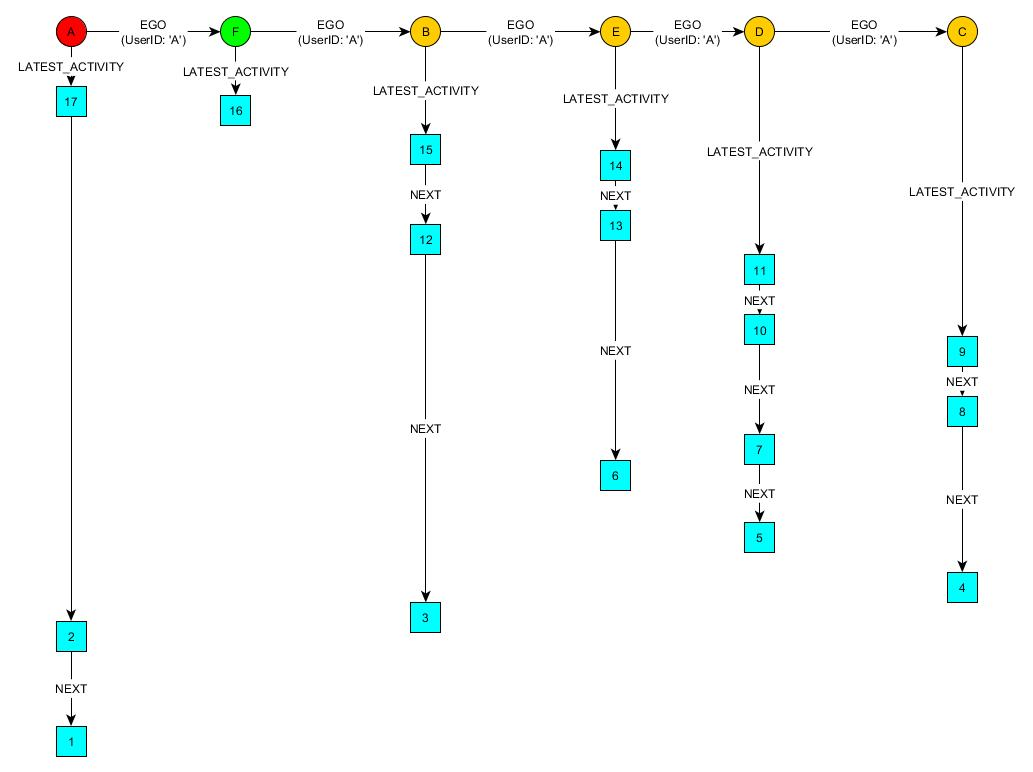 A
EGO
(UserID: 'A')
F
EGO
(UserID: 'A')
B
EGO
(UserID: 'A')
E
EGO
(UserID: 'A')
D
EGO
(UserID: 'A')
C
LATEST_ACTIVITY
17
2
NEXT
1
LATEST_ACTIVITY
16
LATEST_ACTIVITY
15
NEXT
12
NEXT
3
LATEST_ACTIVITY
14
NEXT
13
NEXT
6
LATEST_ACTIVITY
11
NEXT
10
NEXT
7
NEXT
5
LATEST_ACTIVITY
9
NEXT
8
NEXT
4